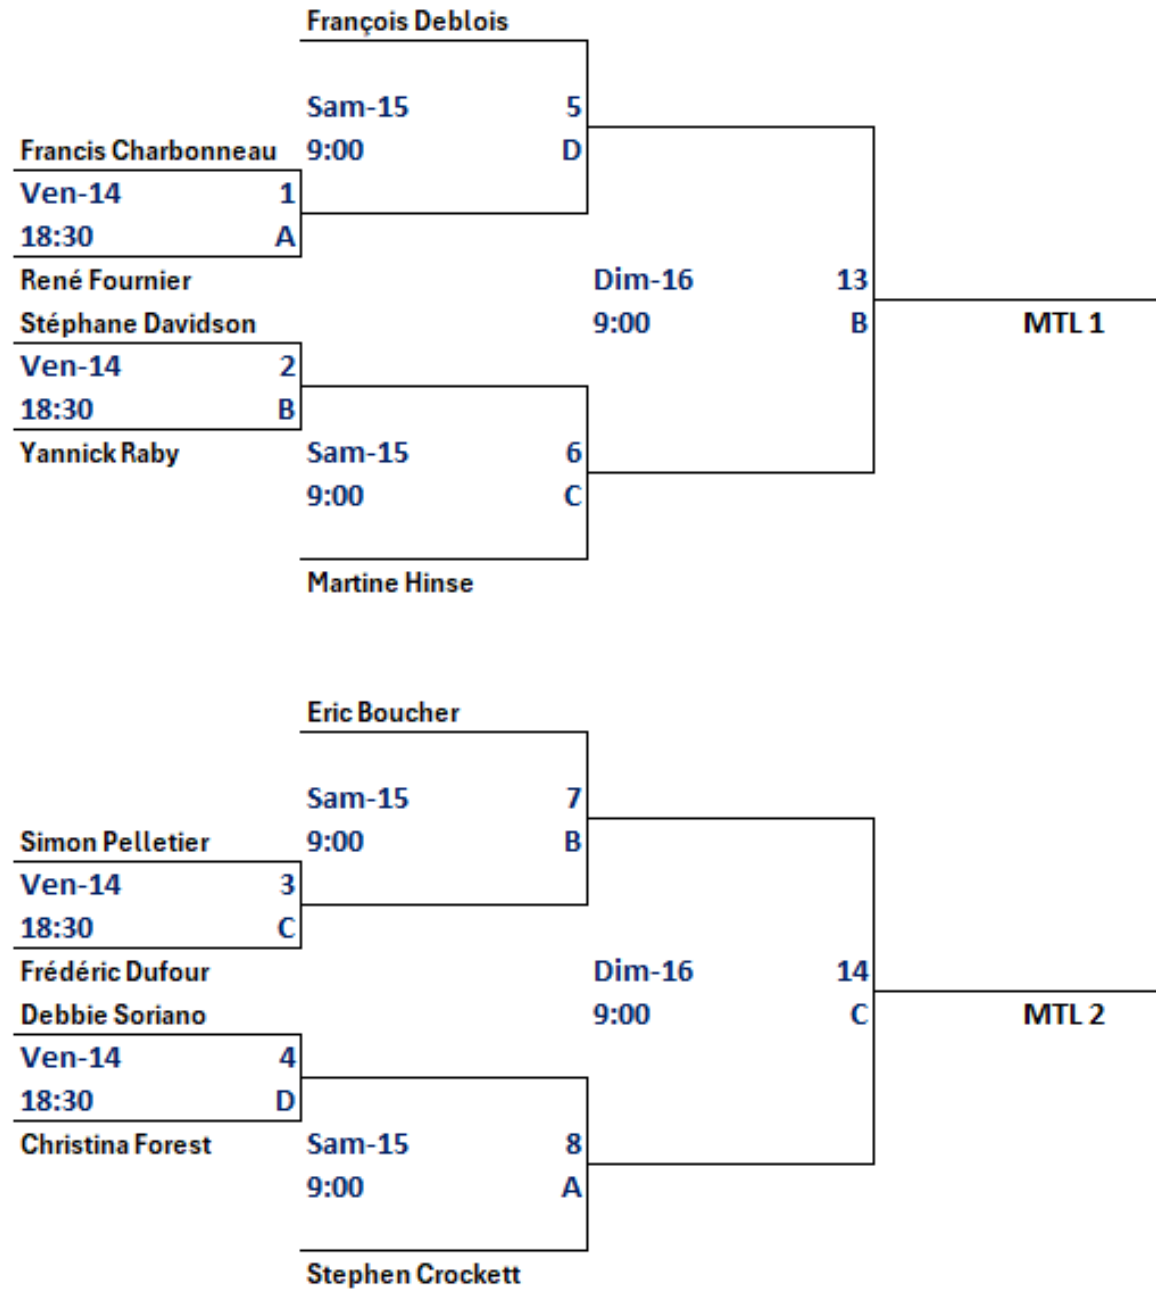 François Deblois
Sam-15 5
9:00 D
Francis Charbonneau
Ven-14 1
18:30 A
René Fournier
Stéphane Davidson
Ven-14 2
18:30 B
Yannick Raby
Sam-15 6
9:00 C
Martine Hinse
Dim-16 13
9:00 B
MTL 1
Eric Boucher
Sam-15 7
9:00 B
Simon Pelletier
Ven-14 3
18:30 C
Frédéric Dufour
Debbie Soriano
Ven-14 4
18:30 D
Christina Forest
Sam-15 8
9:00 A
Stephen Crockett
Dim-16 14
9:00 C
MTL 2